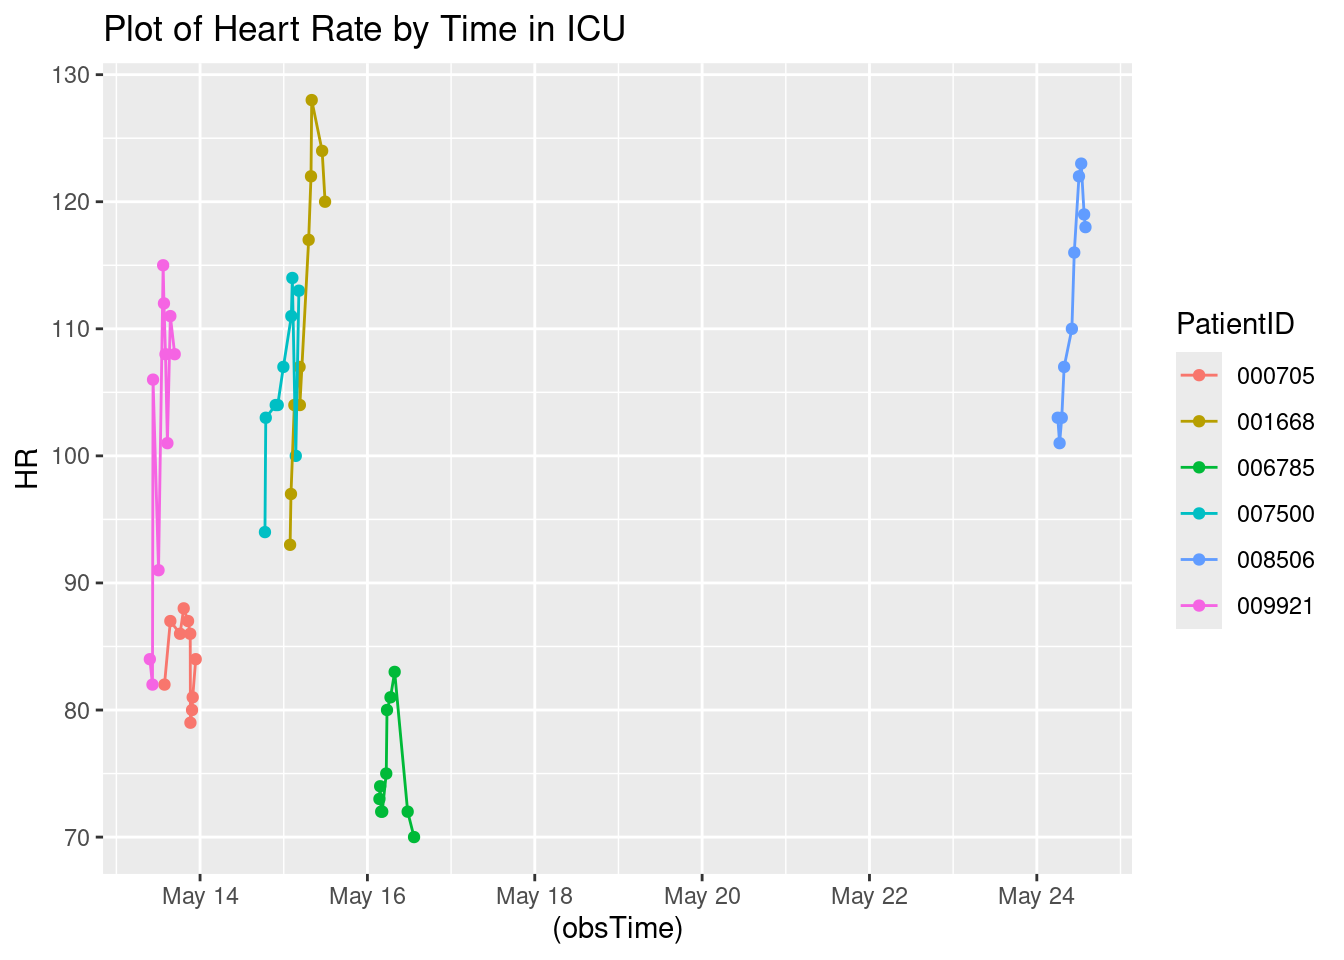 Plot of Heart Rate by Time in ICU
130
120
110
100
90
80
70
HR
May 14
May 16
May 18
May 20
May 22
May 24
(obsTime)
PatientID
000705
001668
006785
007500
008506
009921